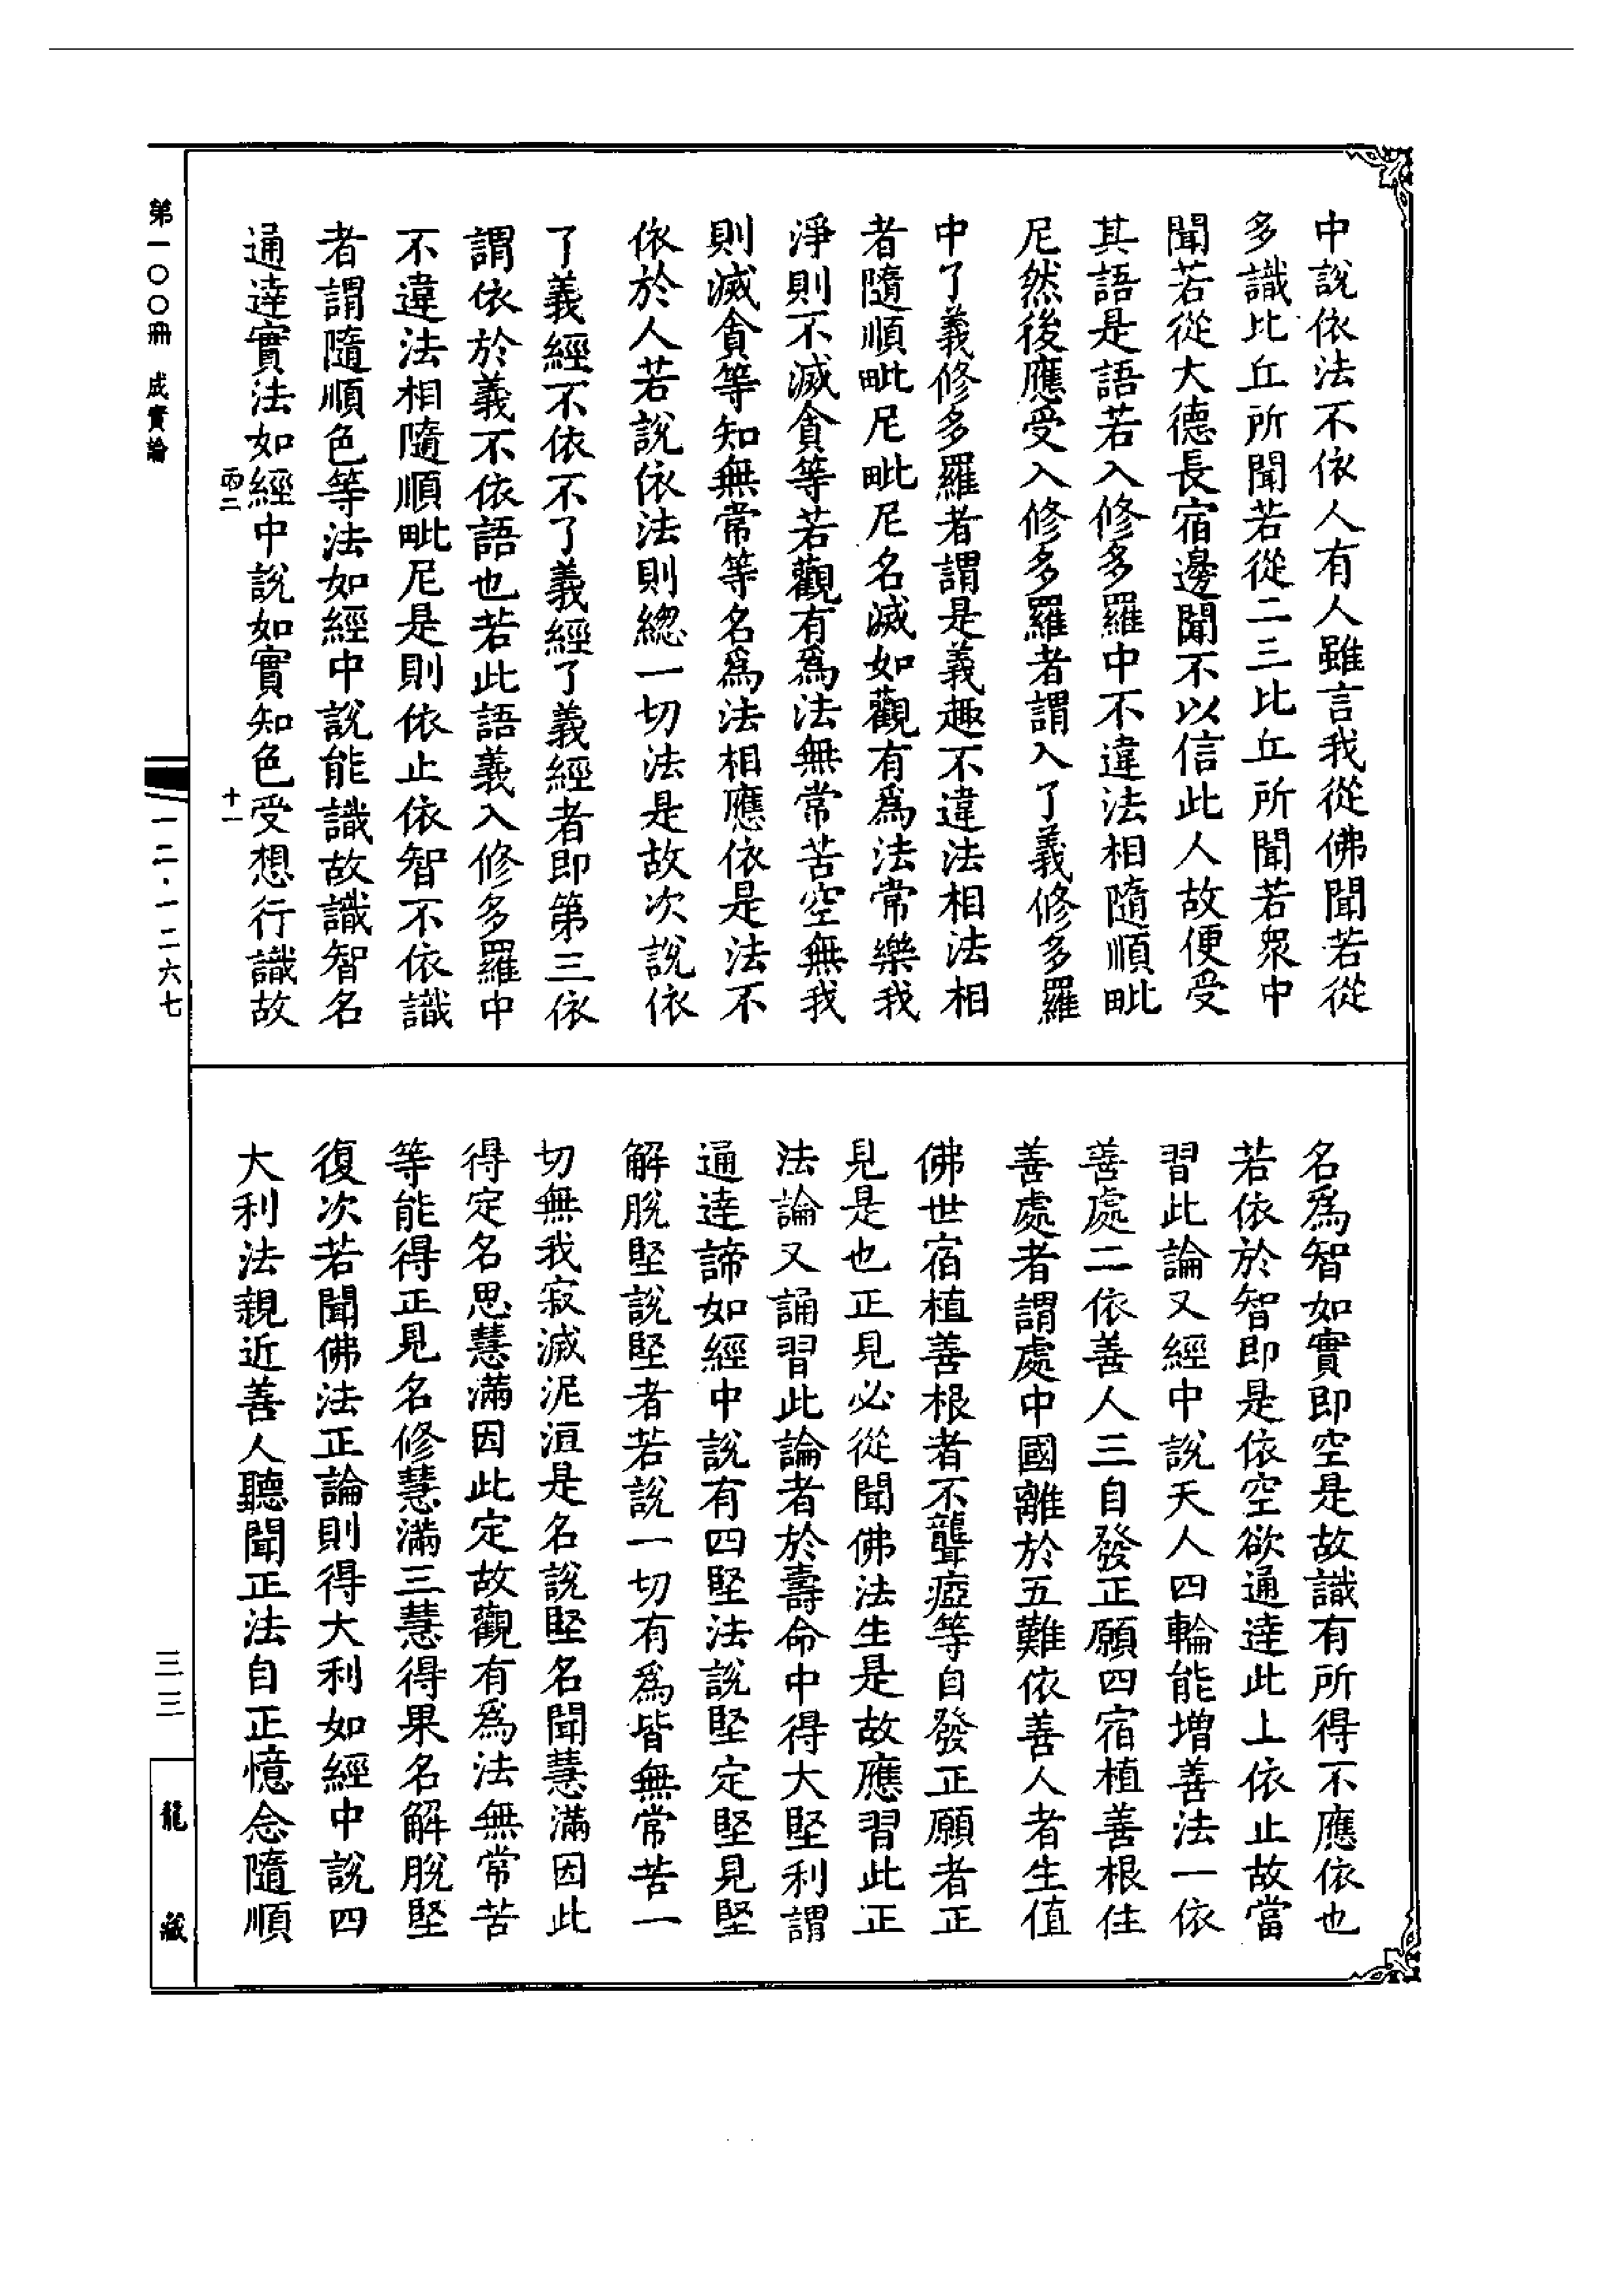 中說依法不依人有人雖言我從佛聞若從
多識比丘所聞若從二三比丘所聞若衆中
聞若從大德長宿邊聞不以信此人故便受
其語是語若入修多羅中不違法相隨順毗
尼然後應受入修多羅者謂入了義修多羅
中了義修多羅者謂是義趣不違法相法相
者隨順毗尼毗尼名滅如觀有爲法常樂我
淨則不滅貪等若觀有爲法無常苦空無我
則滅貪等知無常等名爲法相應依是法不
依於人若說依法則總一切法是故次說依
了義經不依不了義經了義經者即第三依
謂依於義不依語也若此語義入修多羅中
不違法相隨順毗尼是則依止依智不依識
者謂隨順色等法如經中說能識故識智名
通達實法如經中說如實知色受想行識故
名爲智如實即空是故識有所得不應依也
若依於智即是依空欲通達此上依止故當
習此論又經中說天人四輪能增善法一依
善處二依善人三自發正願四宿植善根住
善處者謂處中國離於五難依善人者生值
佛世宿植善根者不聾瘂等自發正願者正
見是也正見必從聞佛法生是故應習此正
法論又誦習此論者於壽命中得大堅利謂
通達諦如經中說有四堅法說堅定堅見堅
解脫堅說堅者若說一切有爲皆無常苦一
切無我寂滅泥洹是名說堅名聞慧滿因此
得定名思慧滿因此定故觀有爲法無常苦
等能得正見名修慧滿三慧得果名解脫堅
復次若聞佛法正論則得大利如經中說四
大利法親近善人聽聞正法自正憶念隨順
第一〇〇冊 成實論
一二·一二六七
三三
龍藏
十一